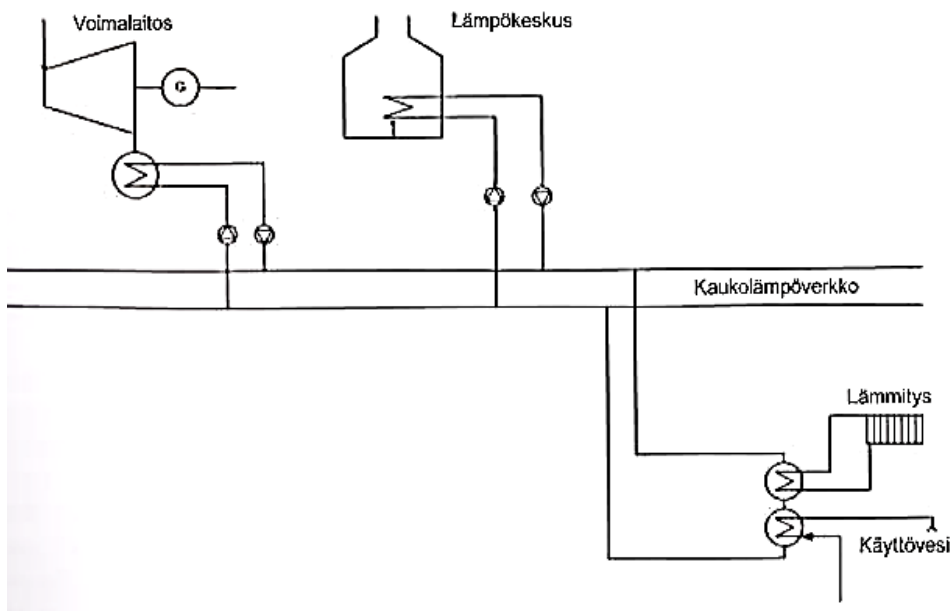 Voimalaitos
Lämpökeskus
G
Kaukolämpöverkko
Lämmitys
Käyttövesi